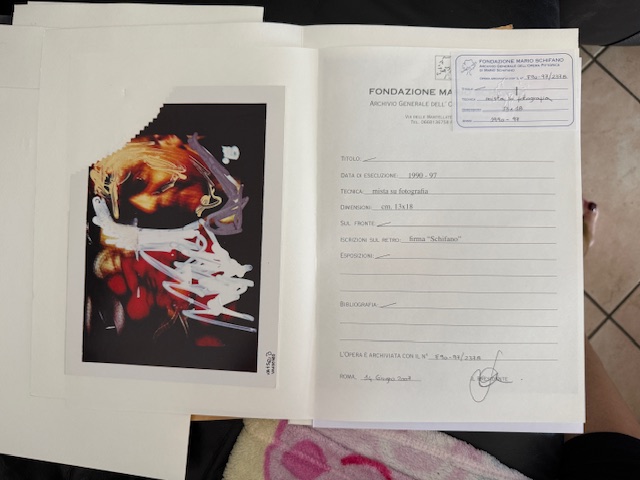 FONDAZIONE MA
ARCHIVIO GENERALE DELL'
FONDAZIONE MARIO SCHIFANO
ARCHIVIO GENERALE DELL'OPERA PITTORICA
DI MARIO SCHIFANO
mista su fotografia
13x18
1990-97
TITOLO:
DATA DI ESECUZIONE: 1990 - 97
TECNICA: mista su fotografia
DIMENSIONI: cm. 13x18
SUL FRONTE:
ISCRIZIONI SUL RETRO: firma "Schifano"
ESPOSIZIONI:
BIBLIOGRAFIA:
L'OPERA È ARCHIVIATA CON IL N°
ROMA, 24 Giugno